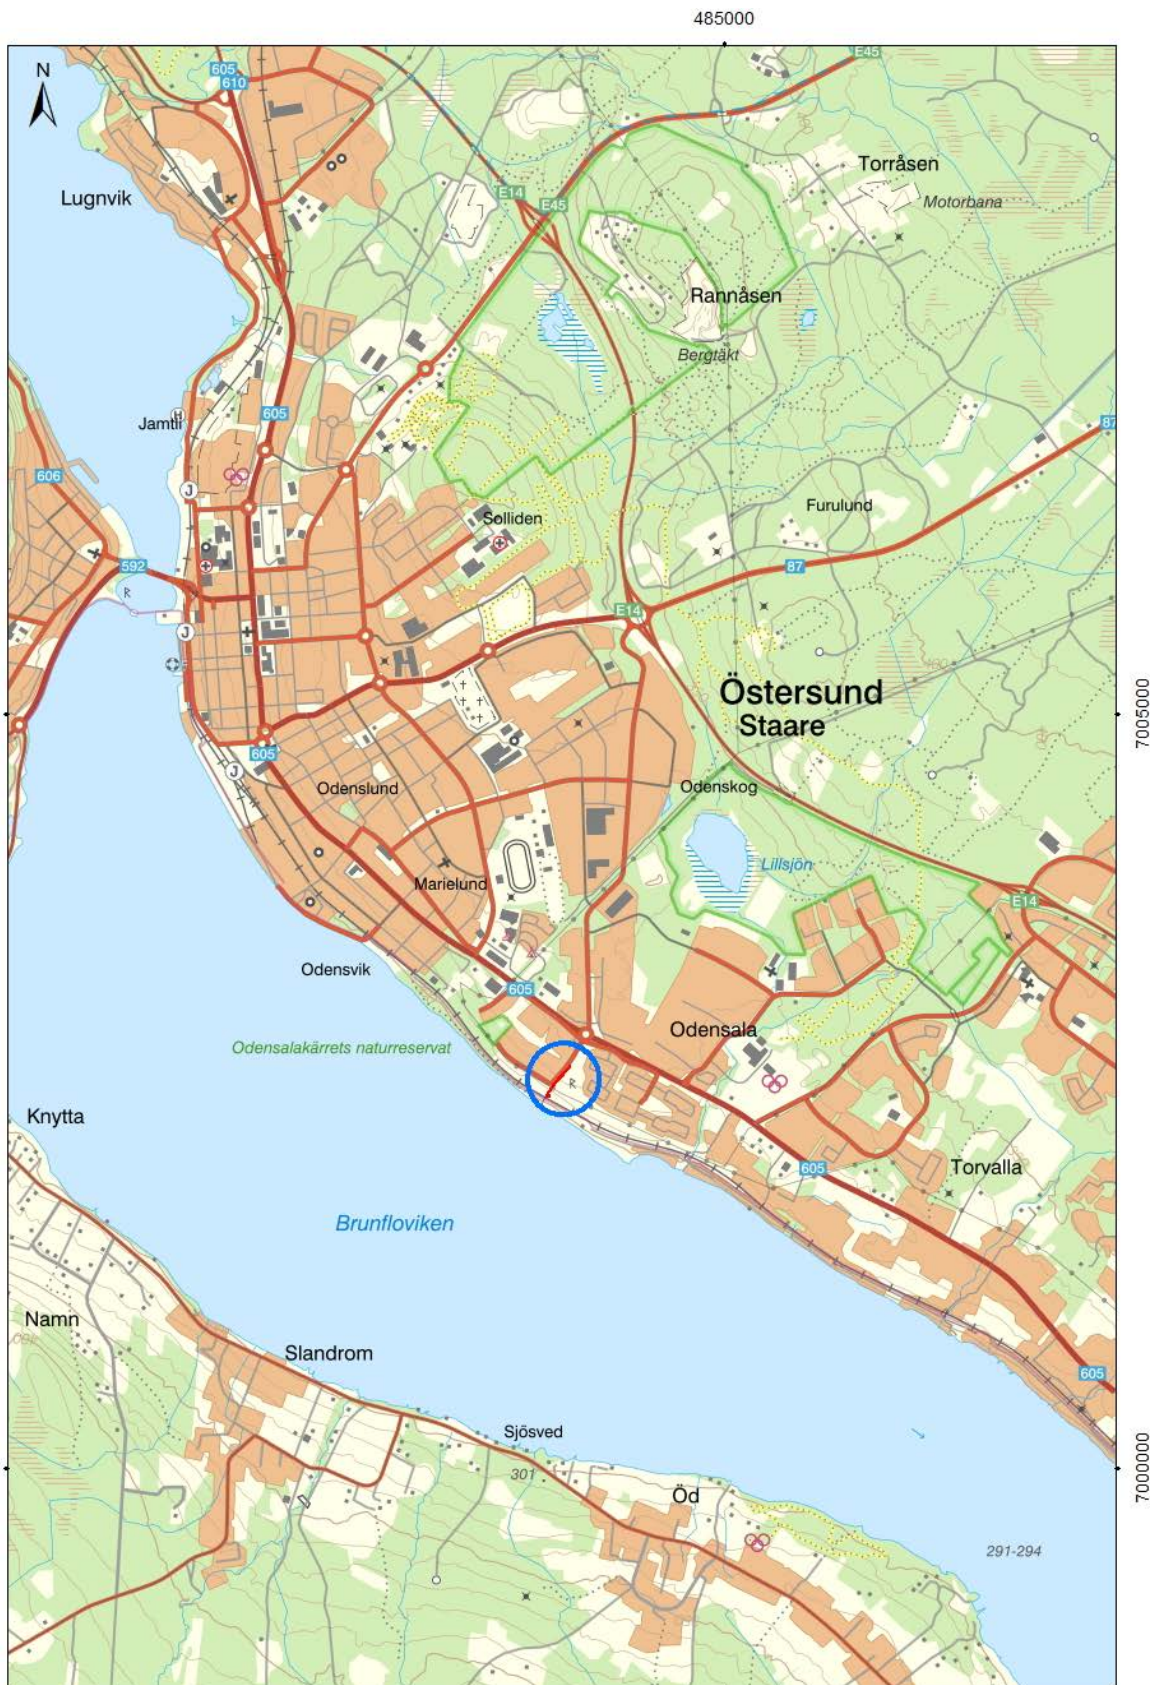 485000
N
605
610
E45
Torråsen
Lugnvik
E14
E45
Motorbana
Rannåsen
Bergtäkt
605
Jamtli
H
87
606
J
Solliden
Furulund
592
R
87
E14
J
Östersund
Staare
7005000
605
J
Odenslund
Odenskog
Lillsjön
Marielund
E14
Odensvik
605
Odensala
Odensalakärrets naturreservat
R
Knytta
605
Torvalla
Brunfloviken
Namn
Slandrom
605
Sjösved
301
7000000
Öd
291-294